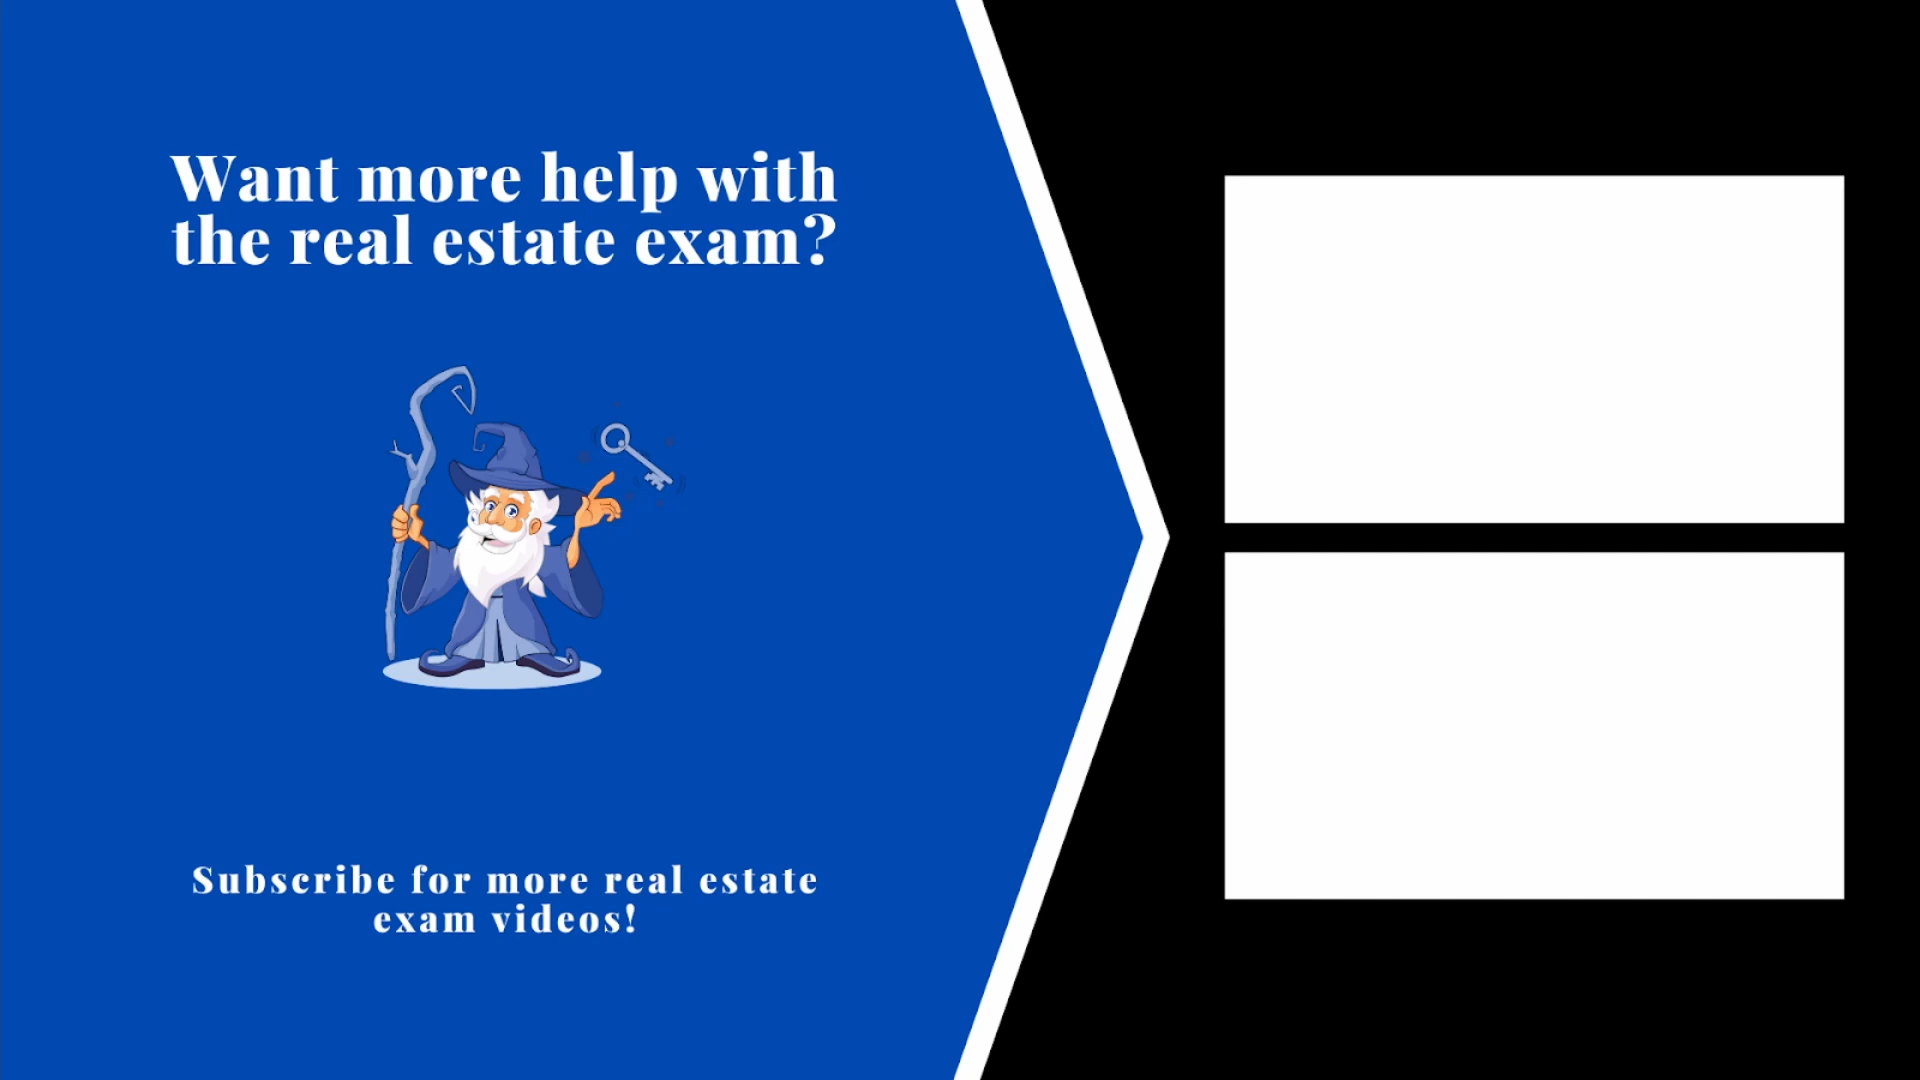 Want more help with
the real estate exam?
Subscribe for more real estate
exam videos!